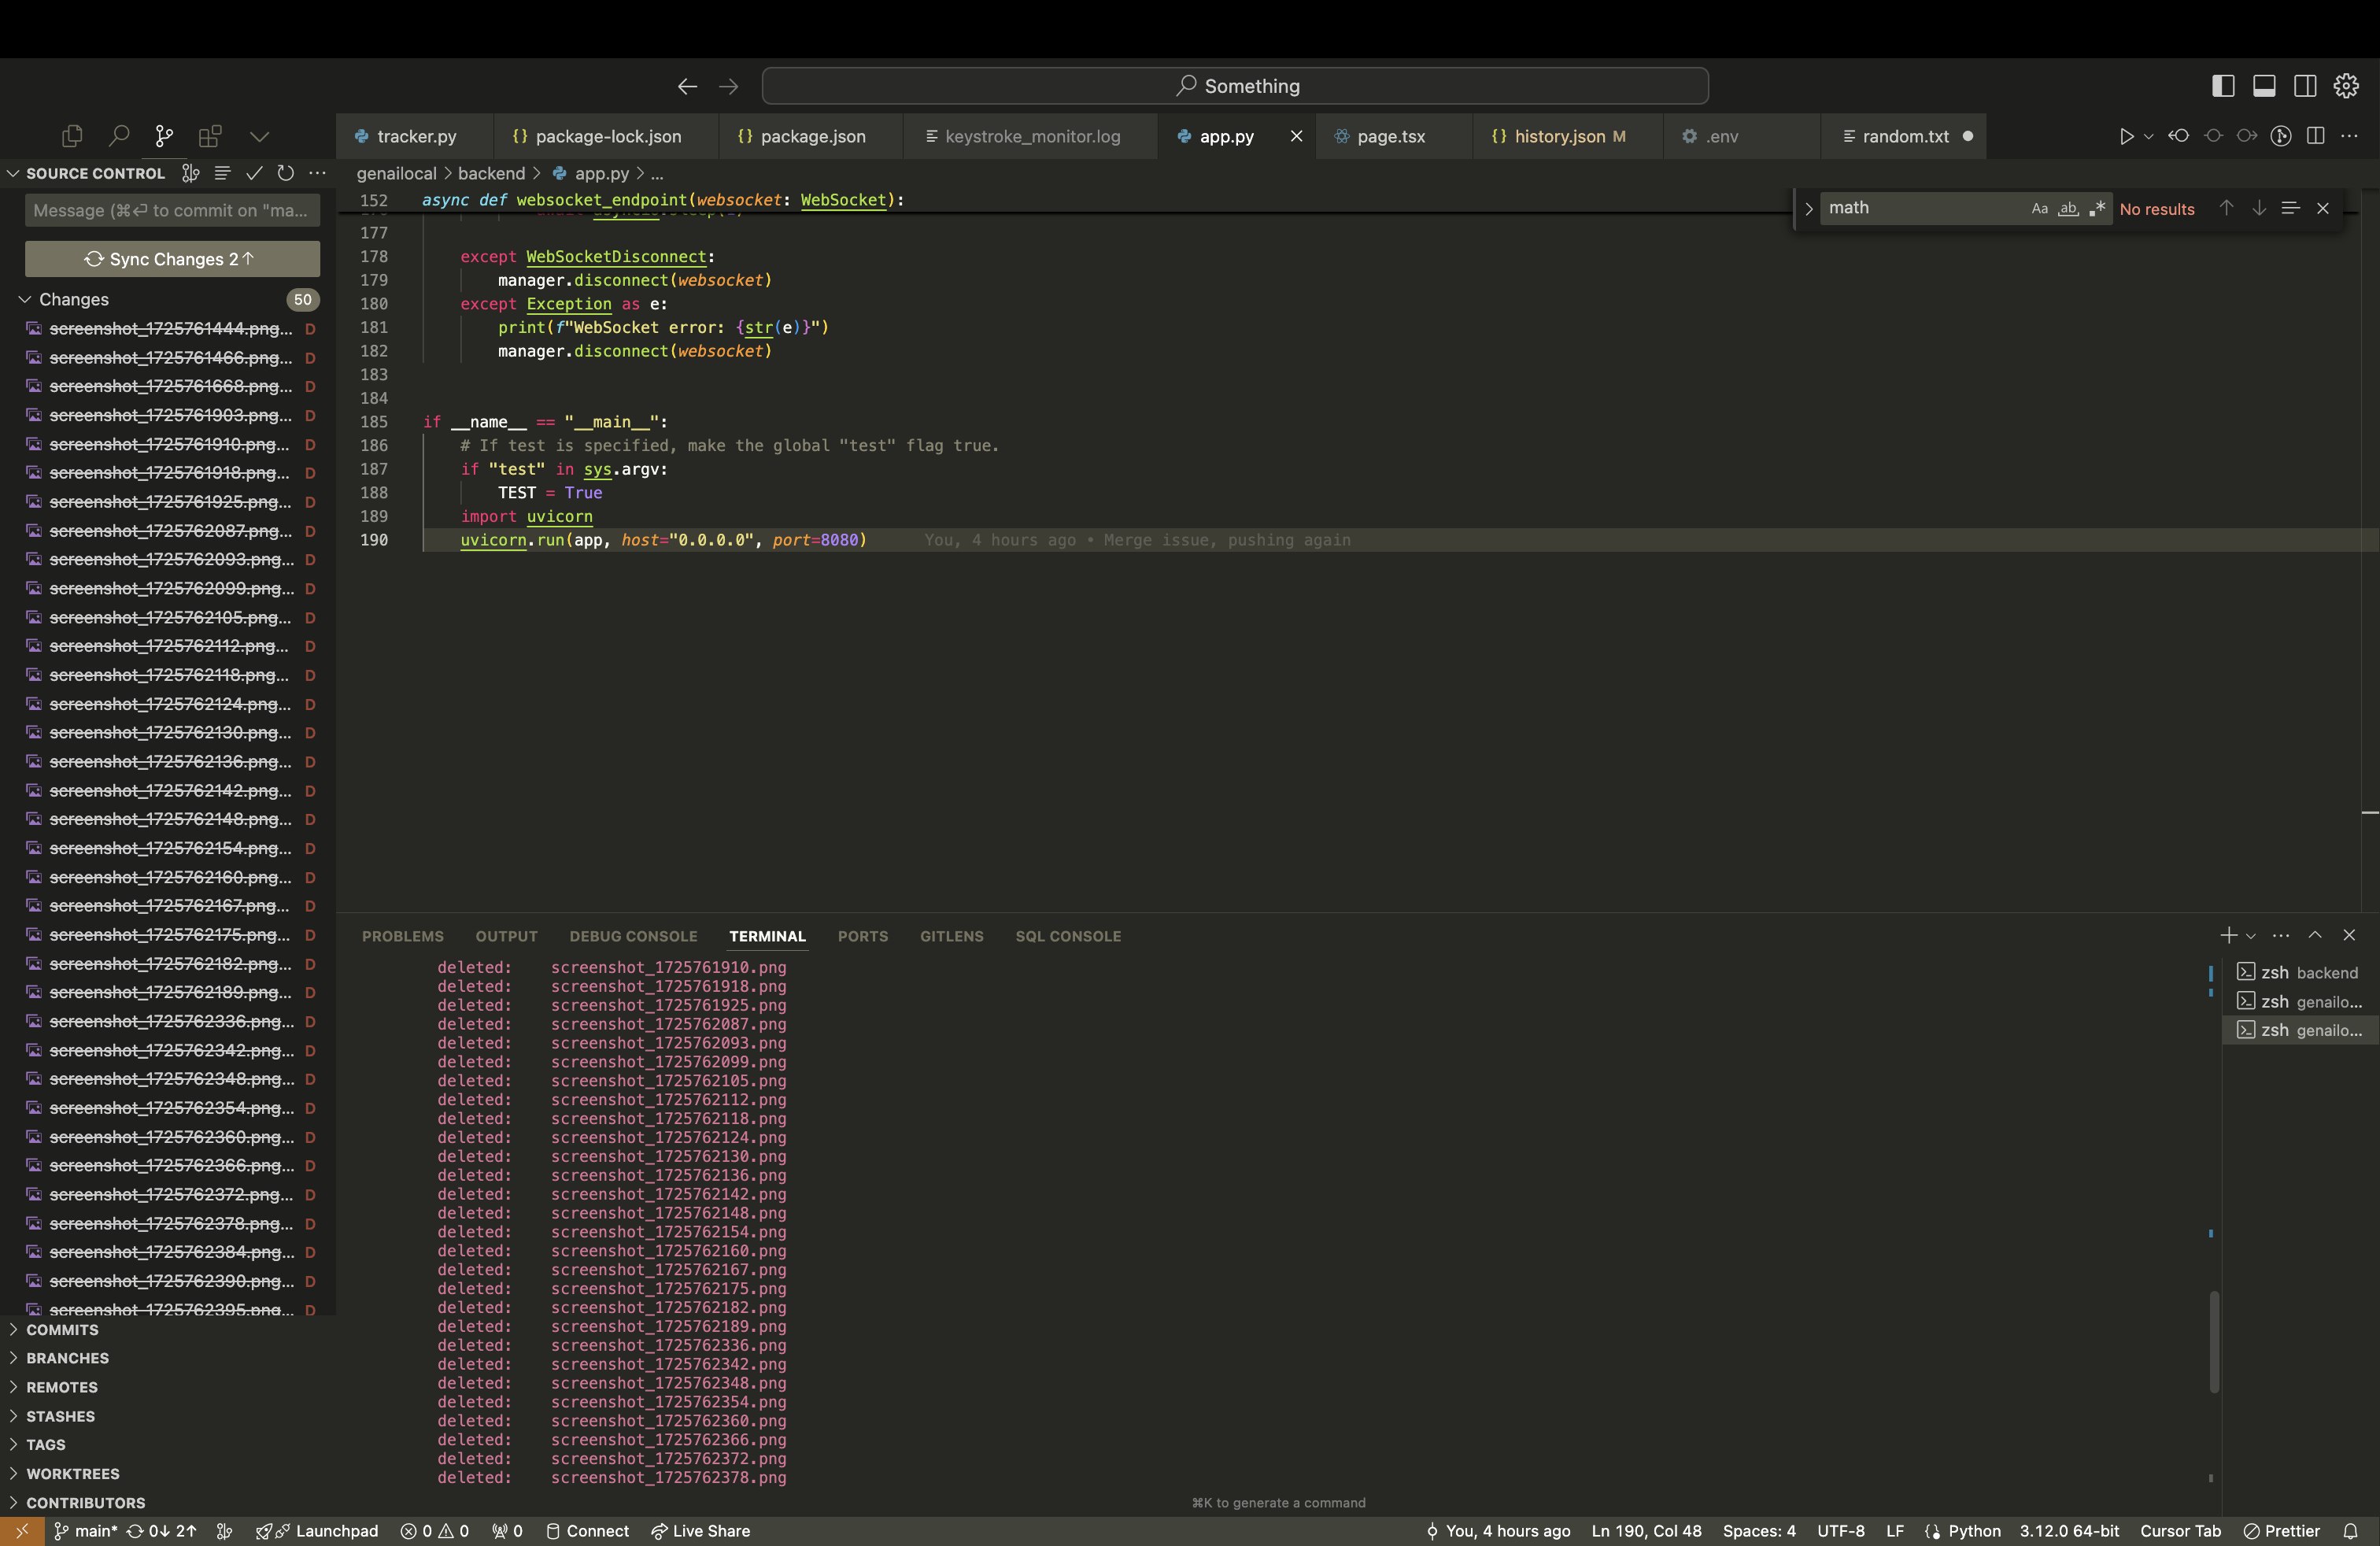 Something
tracker.py
package-lock.json
package.json
keystroke_monitor.log
app.py
page.tsx
history.json M
.env
random.txt
SOURCE CONTROL
Message (⌘⏎ to commit on "ma...
Sync Changes 2↑
Changes 50
screenshot_1725761444.png... D
screenshot_1725761466.png... D
screenshot_1725761668.png... D
screenshot_1725761903.png... D
screenshot_1725761910.png... D
screenshot_1725761918.png... D
screenshot_1725761925.png... D
screenshot_1725762087.png... D
screenshot_1725762093.png... D
screenshot_1725762099.png... D
screenshot_1725762105.png... D
screenshot_1725762112.png... D
screenshot_1725762118.png... D
screenshot_1725762124.png... D
screenshot_1725762130.png... D
screenshot_1725762136.png... D
screenshot_1725762142.png... D
screenshot_1725762148.png... D
screenshot_1725762154.png... D
screenshot_1725762160.png... D
screenshot_1725762167.png... D
screenshot_1725762175.png... D
screenshot_1725762182.png... D
screenshot_1725762189.png... D
screenshot_1725762336.png... D
screenshot_1725762342.png... D
screenshot_1725762348.png... D
screenshot_1725762354.png... D
screenshot_1725762360.png... D
screenshot_1725762366.png... D
screenshot_1725762372.png... D
screenshot_1725762378.png... D
screenshot_1725762384.png... D
screenshot_1725762390.png... D
screenshot_1725762395.png... D
COMMITS
BRANCHES
REMOTES
STASHES
TAGS
WORKTREES
CONTRIBUTORS
genailocal > backend > app.py > ...
math Aa ab .* No results
152 async def websocket_endpoint(websocket: WebSocket):
177
178 except WebSocketDisconnect:
179 manager.disconnect(websocket)
180 except Exception as e:
181 print(f"WebSocket error: {str(e)}")
182 manager.disconnect(websocket)
183
184
185 if __name__ == "__main__":
186 # If test is specified, make the global "test" flag true.
187 if "test" in sys.argv:
188 TEST = True
189 import uvicorn
190 uvicorn.run(app, host="0.0.0.0", port=8080) You, 4 hours ago • Merge issue, pushing again
PROBLEMS OUTPUT DEBUG CONSOLE TERMINAL PORTS GITLENS SQL CONSOLE
deleted: screenshot_1725761910.png
deleted: screenshot_1725761918.png
deleted: screenshot_1725761925.png
deleted: screenshot_1725762087.png
deleted: screenshot_1725762093.png
deleted: screenshot_1725762099.png
deleted: screenshot_1725762105.png
deleted: screenshot_1725762112.png
deleted: screenshot_1725762118.png
deleted: screenshot_1725762124.png
deleted: screenshot_1725762130.png
deleted: screenshot_1725762136.png
deleted: screenshot_1725762142.png
deleted: screenshot_1725762148.png
deleted: screenshot_1725762154.png
deleted: screenshot_1725762160.png
deleted: screenshot_1725762167.png
deleted: screenshot_1725762175.png
deleted: screenshot_1725762182.png
deleted: screenshot_1725762189.png
deleted: screenshot_1725762336.png
deleted: screenshot_1725762342.png
deleted: screenshot_1725762348.png
deleted: screenshot_1725762354.png
deleted: screenshot_1725762360.png
deleted: screenshot_1725762366.png
deleted: screenshot_1725762372.png
deleted: screenshot_1725762378.png
⌘K to generate a command
zsh backend
zsh genailo...
zsh genailo...
main* 0↓ 2↑ Launchpad 0 0 0 Connect Live Share
You, 4 hours ago Ln 190, Col 48 Spaces: 4 UTF-8 LF Python 3.12.0 64-bit Cursor Tab Prettier